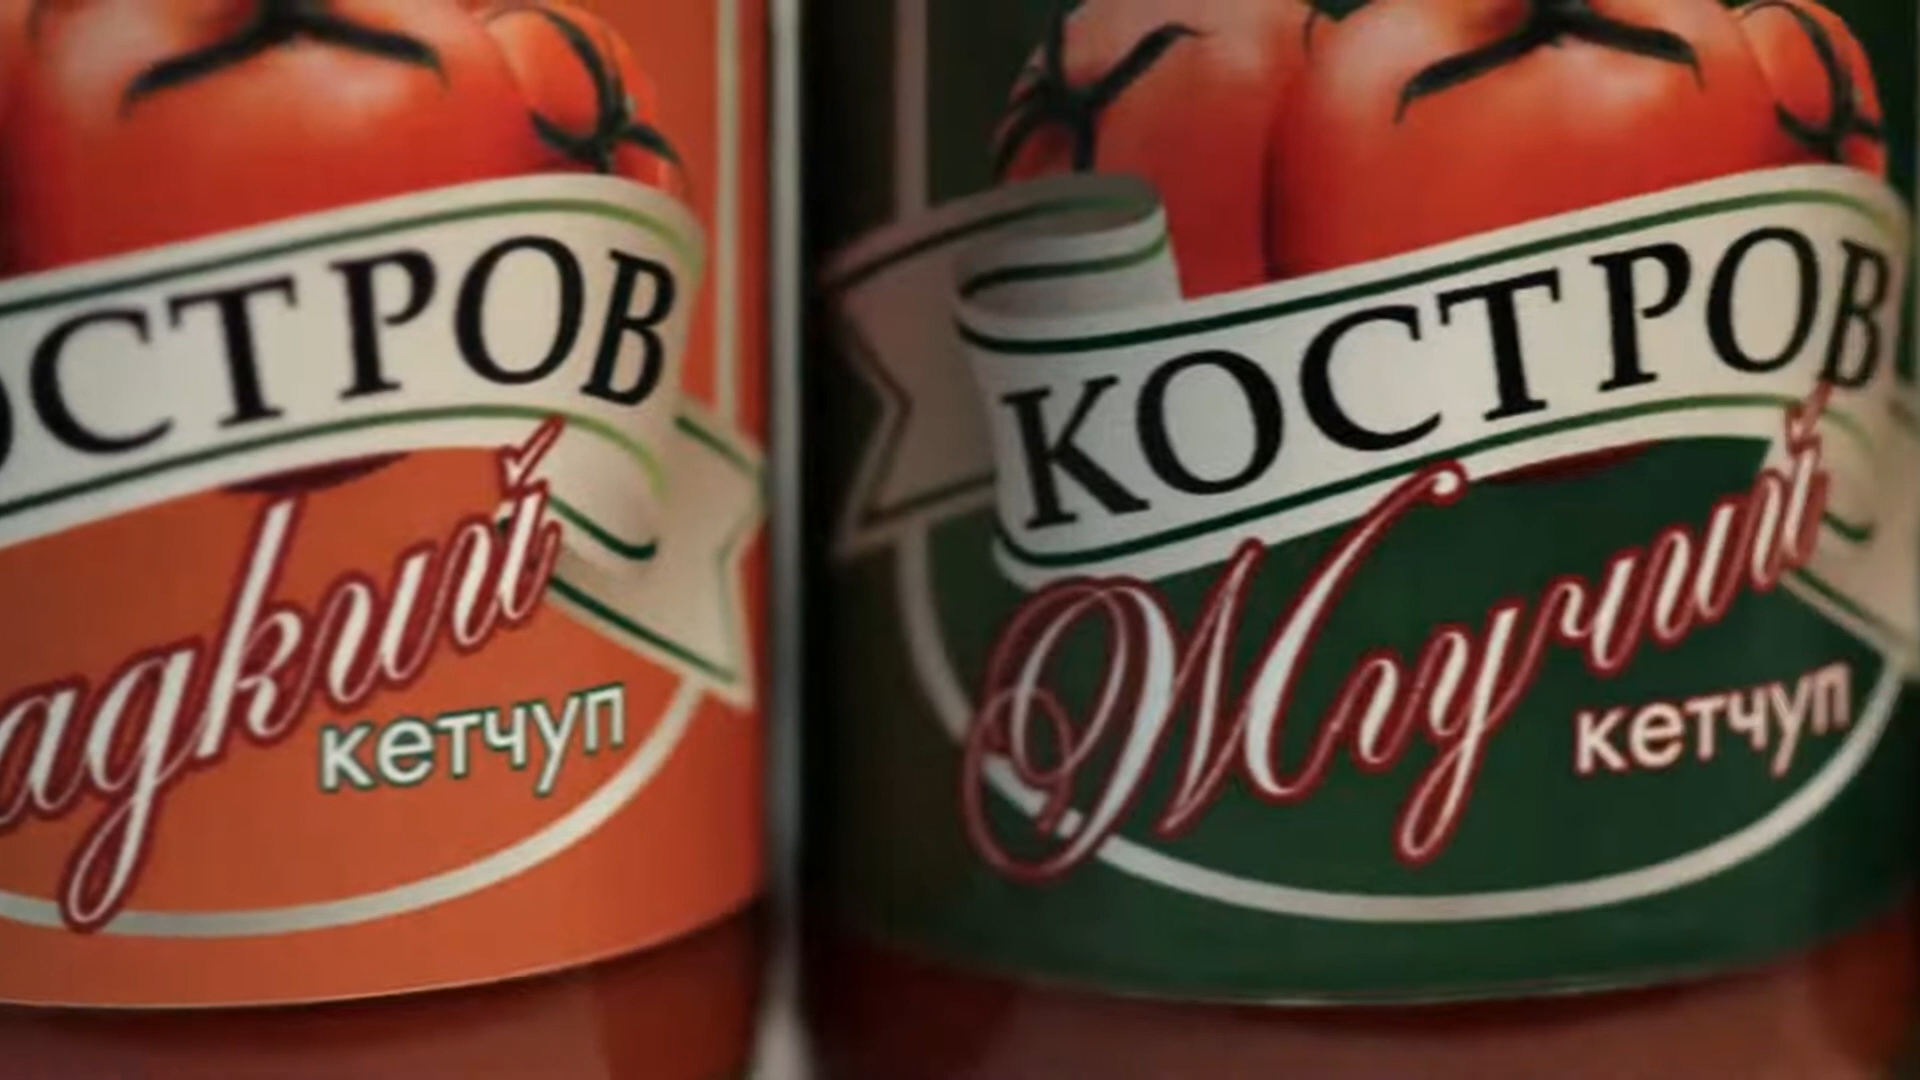 ОСТРОВ
адкий
кетчуп
КОСТРОВ
Жгучий
кетчуп